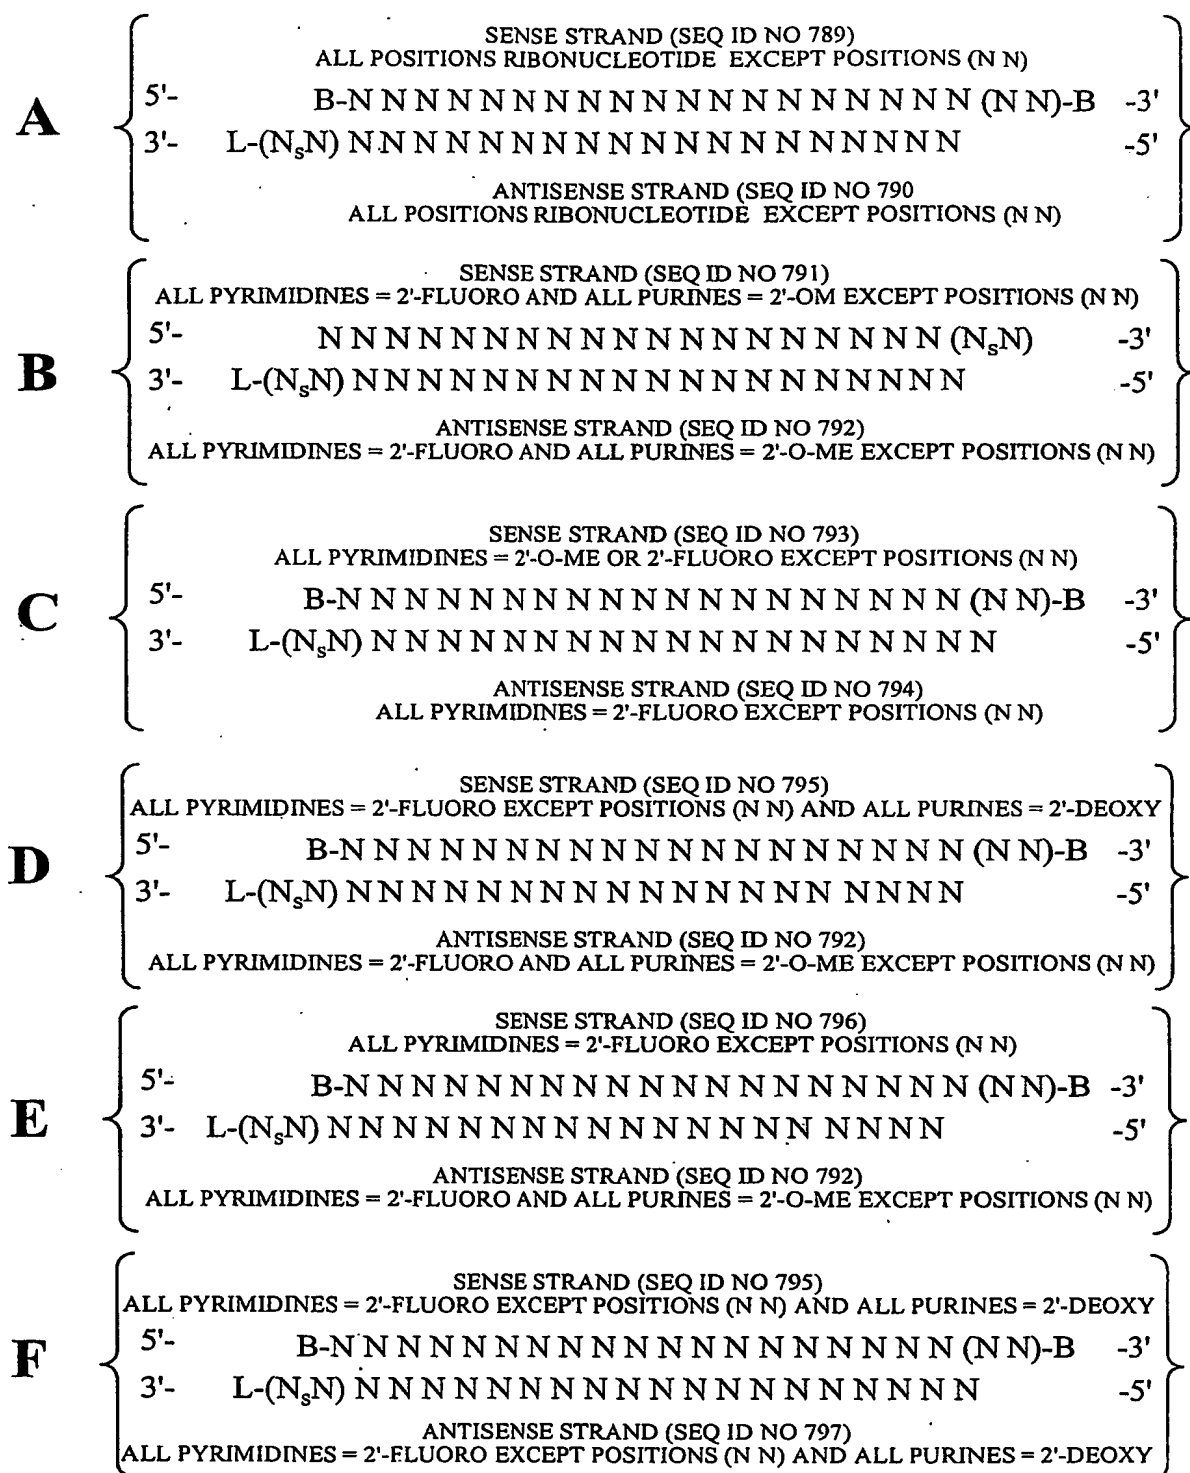 A
SENSE STRAND (SEQ ID NO 789)
ALL POSITIONS RIBONUCLEOTIDE EXCEPT POSITIONS (N N)
5'- B-N N N N N N N N N N N N N N N N N N N (N N)-B -3'
3'- L-(NsN) N N N N N N N N N N N N N N N N N N N -5'
ANTISENSE STRAND (SEQ ID NO 790
ALL POSITIONS RIBONUCLEOTIDE EXCEPT POSITIONS (N N)
B
SENSE STRAND (SEQ ID NO 791)
ALL PYRIMIDINES = 2'-FLUORO AND ALL PURINES = 2'-OM EXCEPT POSITIONS (N N)
5'- N N N N N N N N N N N N N N N N N N N (NsN) -3'
3'- L-(NsN) N N N N N N N N N N N N N N N N N N N -5'
ANTISENSE STRAND (SEQ ID NO 792)
ALL PYRIMIDINES = 2'-FLUORO AND ALL PURINES = 2'-O-ME EXCEPT POSITIONS (N N)
C
SENSE STRAND (SEQ ID NO 793)
ALL PYRIMIDINES = 2'-O-ME OR 2'-FLUORO EXCEPT POSITIONS (N N)
5'- B-N N N N N N N N N N N N N N N N N N N (N N)-B -3'
3'- L-(NsN) N N N N N N N N N N N N N N N N N N N -5'
ANTISENSE STRAND (SEQ ID NO 794)
ALL PYRIMIDINES = 2'-FLUORO EXCEPT POSITIONS (N N)
D
SENSE STRAND (SEQ ID NO 795)
ALL PYRIMIDINES = 2'-FLUORO EXCEPT POSITIONS (N N) AND ALL PURINES = 2'-DEOXY
5'- B-N N N N N N N N N N N N N N N N N N N (N N)-B -3'
3'- L-(NsN) N N N N N N N N N N N N N N N N N N N -5'
ANTISENSE STRAND (SEQ ID NO 792)
ALL PYRIMIDINES = 2'-FLUORO AND ALL PURINES = 2'-O-ME EXCEPT POSITIONS (N N)
E
SENSE STRAND (SEQ ID NO 796)
ALL PYRIMIDINES = 2'-FLUORO EXCEPT POSITIONS (N N)
5'- B-N N N N N N N N N N N N N N N N N N N (N N)-B -3'
3'- L-(NsN) N N N N N N N N N N N N N N N N N N N -5'
ANTISENSE STRAND (SEQ ID NO 792)
ALL PYRIMIDINES = 2'-FLUORO AND ALL PURINES = 2'-O-ME EXCEPT POSITIONS (N N)
F
SENSE STRAND (SEQ ID NO 795)
ALL PYRIMIDINES = 2'-FLUORO EXCEPT POSITIONS (N N) AND ALL PURINES = 2'-DEOXY
5'- B-N N N N N N N N N N N N N N N N N N N (N N)-B -3'
3'- L-(NsN) N N N N N N N N N N N N N N N N N N N -5'
ANTISENSE STRAND (SEQ ID NO 797)
ALL PYRIMIDINES = 2'-FLUORO EXCEPT POSITIONS (N N) AND ALL PURINES = 2'-DEOXY